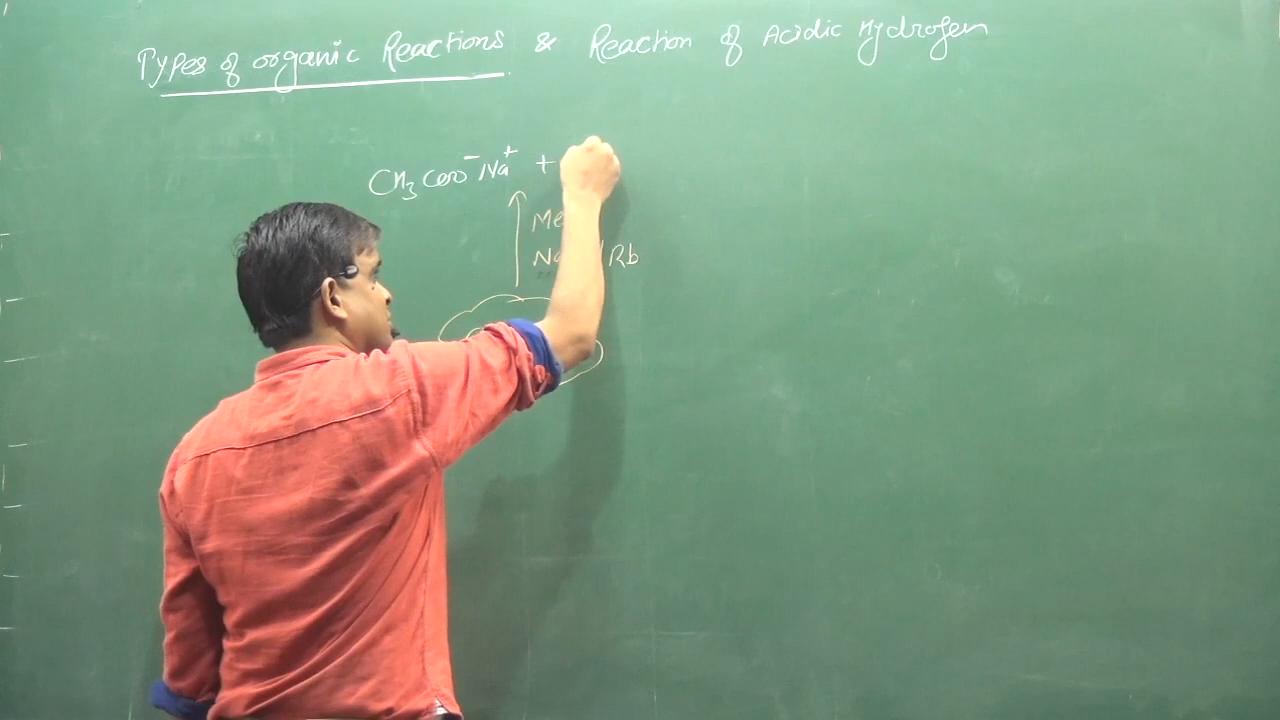 Types of organic Reactions & Reaction of Acidic Hydrogen
CH3COO⁻Na⁺ +
Me
Na /Rb